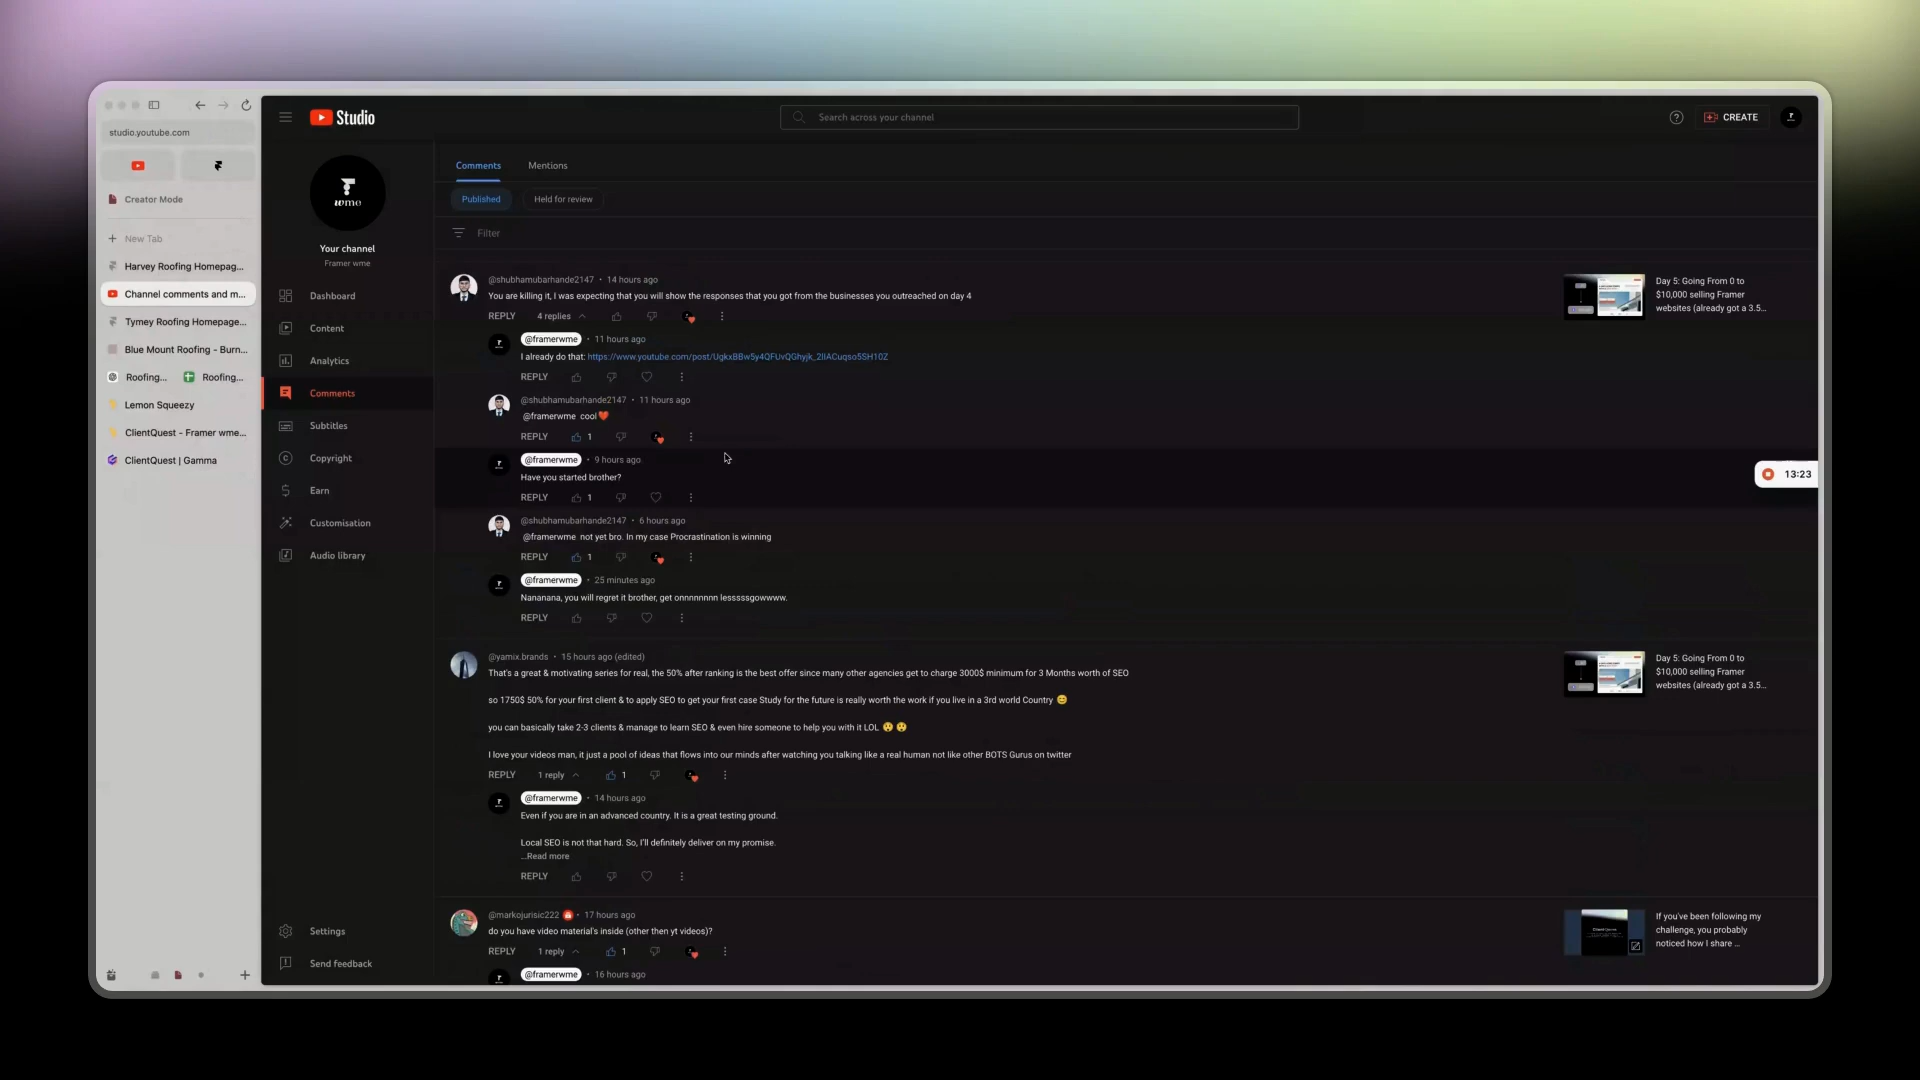 studio.youtube.com
Creator Mode
New Tab
Harvey Roofing Homepag...
Channel comments and m...
Tymey Roofing Homepage...
Blue Mount Roofing - Burn...
Roofing... Roofing...
Lemon Squeezy
ClientQuest - Framer wme...
ClientQuest | Gamma
Studio
Search across your channel
CREATE
wme
Your channel
Framer wme
Dashboard
Content
Analytics
Comments
Subtitles
Copyright
Earn
Customisation
Audio library
Settings
Send feedback
Comments Mentions
Published Held for review
Filter
@shubhamubarhande2147 • 14 hours ago
You are killing it, I was expecting that you will show the responses that you got from the businesses you outreached on day 4
REPLY 4 replies
Day 5: Going From 0 to
$10,000 selling Framer
websites (already got a 3.5...
@framerwme • 11 hours ago
I already do that: https://www.youtube.com/post/UgkxBBw5y4QFUvQGhyjk_2IIACuqso5SH10Z
REPLY
@shubhamubarhande2147 • 11 hours ago
@framerwme cool❤️
REPLY 1
@framerwme • 9 hours ago
Have you started brother?
REPLY 1
13:23
@shubhamubarhande2147 • 6 hours ago
@framerwme not yet bro. In my case Procrastination is winning
REPLY 1
@framerwme • 25 minutes ago
Nananana, you will regret it brother, get onnnnnnnn lesssssgowwww.
REPLY
@yamix.brands • 15 hours ago (edited)
That's a great & motivating series for real, the 50% after ranking is the best offer since many other agencies get to charge 3000$ minimum for 3 Months worth of SEO
so 1750$ 50% for your first client & to apply SEO to get your first case Study for the future is really worth the work if you live in a 3rd world Country 😊
you can basically take 2-3 clients & manage to learn SEO & even hire someone to help you with it LOL 😲 😲
I love your videos man, it just a pool of ideas that flows into our minds after watching you talking like a real human not like other BOTS Gurus on twitter
REPLY 1 reply 1
Day 5: Going From 0 to
$10,000 selling Framer
websites (already got a 3.5...
@framerwme • 14 hours ago
Even if you are in an advanced country. It is a great testing ground.
Local SEO is not that hard. So, I'll definitely deliver on my promise.
...Read more
REPLY
@markojurisic222 • 17 hours ago
do you have video material's inside (other then yt videos)?
REPLY 1 reply 1
If you've been following my
challenge, you probably
noticed how I share ...
@framerwme • 16 hours ago